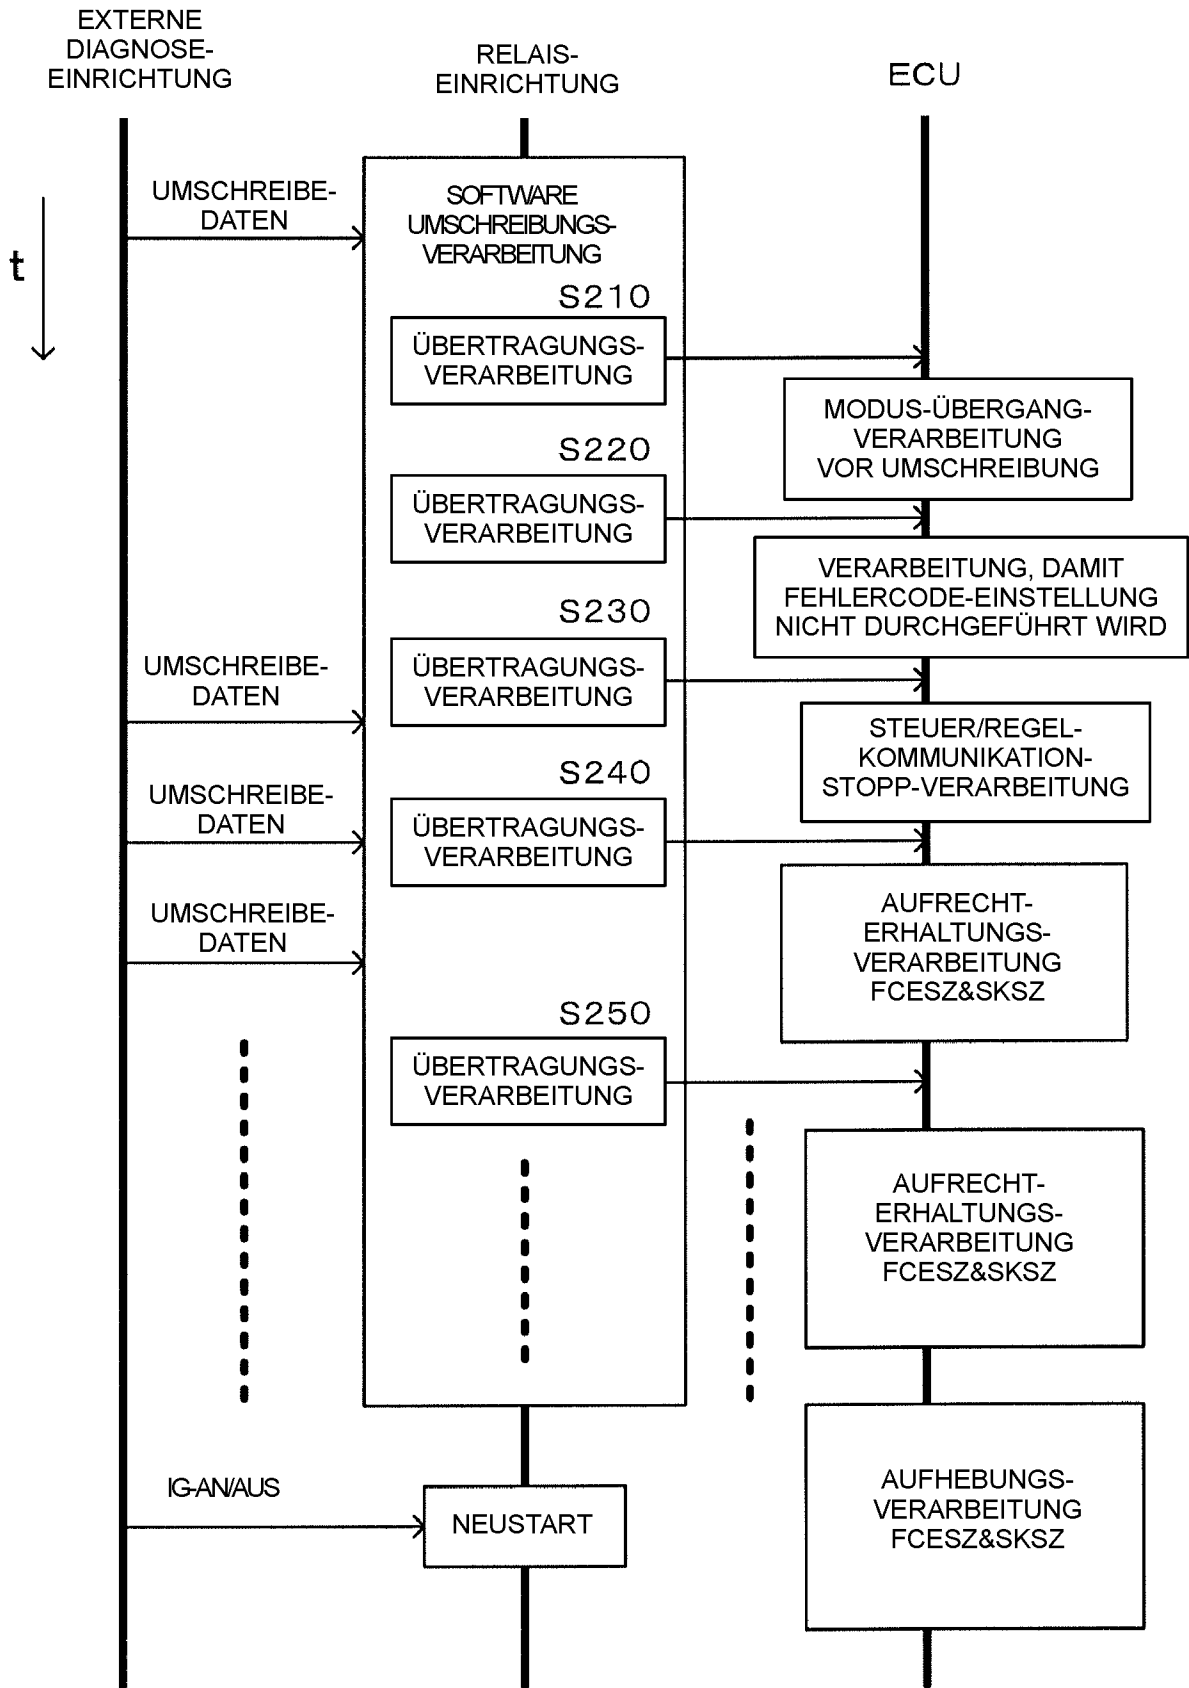 EXTERNE
DIAGNOSE-
EINRICHTUNG
RELAIS-
EINRICHTUNG
ECU
t
UMSCHREIBE-
DATEN
SOFTWARE
UMSCHREIBUNGS-
VERARBEITUNG
S210
ÜBERTRAGUNGS-
VERARBEITUNG
MODUS-ÜBERGANG-
VERARBEITUNG
VOR UMSCHREIBUNG
S220
ÜBERTRAGUNGS-
VERARBEITUNG
VERARBEITUNG, DAMIT
FEHLERCODE-EINSTELLUNG
NICHT DURCHGEFÜHRT WIRD
S230
ÜBERTRAGUNGS-
VERARBEITUNG
UMSCHREIBE-
DATEN
STEUER/REGEL-
KOMMUNIKATION-
STOPP-VERARBEITUNG
S240
ÜBERTRAGUNGS-
VERARBEITUNG
UMSCHREIBE-
DATEN
AUFRECHT-
ERHALTUNGS-
VERARBEITUNG
FCESZ&SKSZ
UMSCHREIBE-
DATEN
S250
ÜBERTRAGUNGS-
VERARBEITUNG
AUFRECHT-
ERHALTUNGS-
VERARBEITUNG
FCESZ&SKSZ
IG-AN/AUS
NEUSTART
AUFHEBUNGS-
VERARBEITUNG
FCESZ&SKSZ